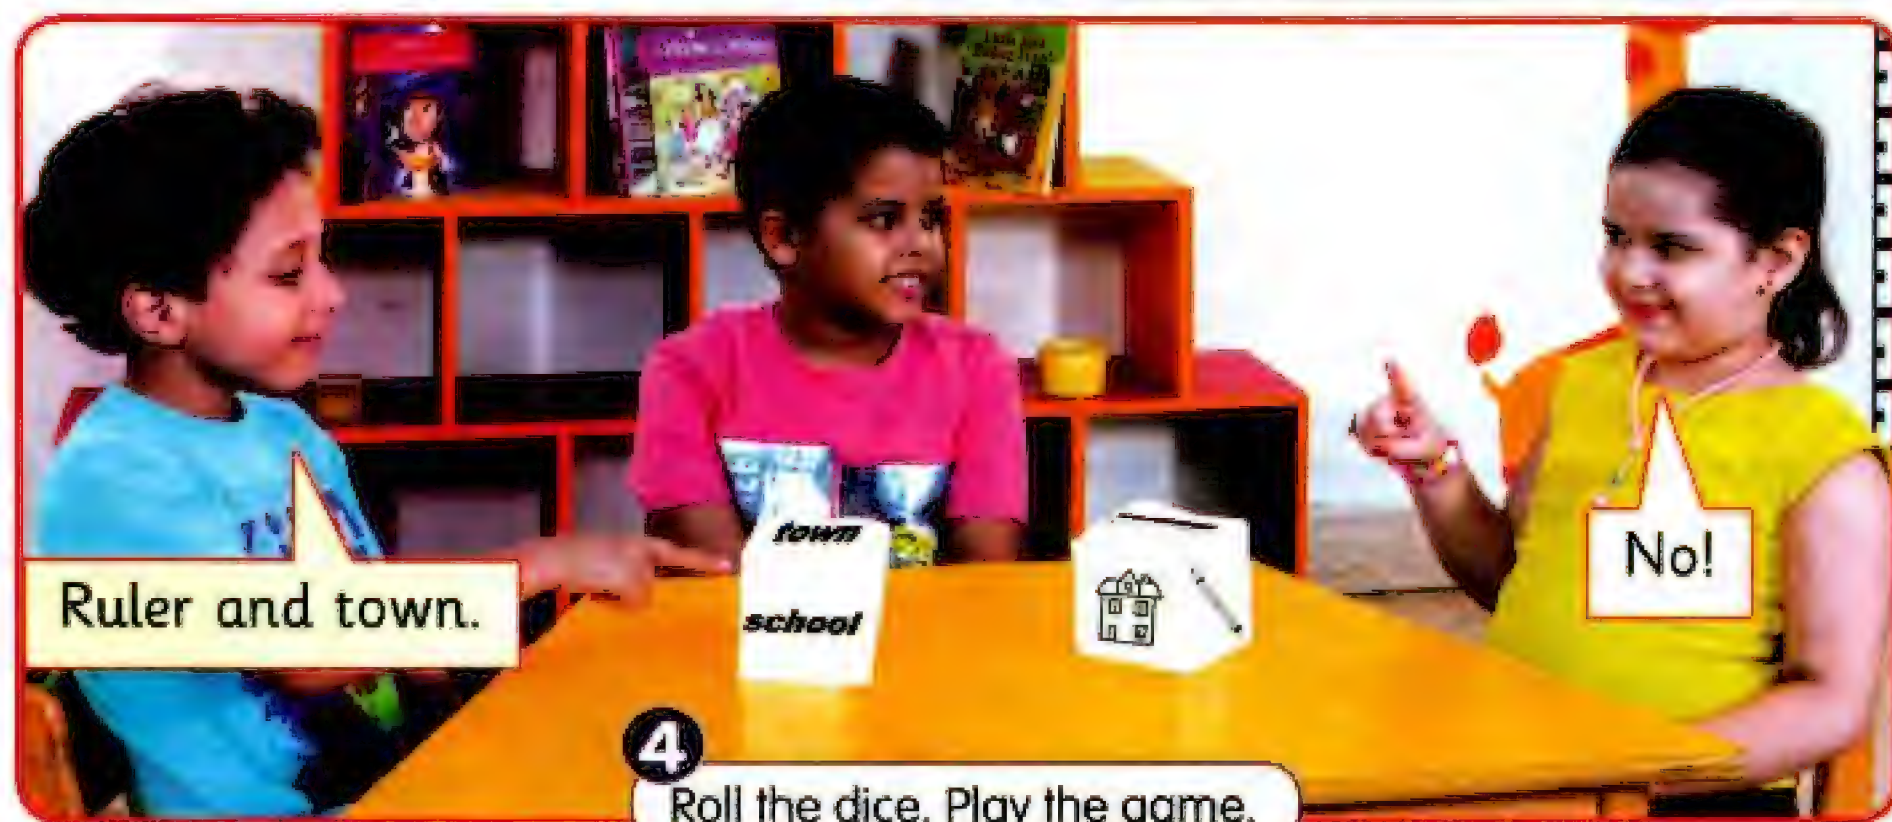 town
school
Ruler and town.
No!
4
Roll the dice. Play the game.